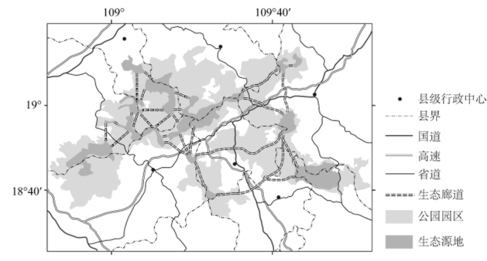 109°
109°40′
19°
18°40′
县级行政中心
县界
国道
高速
省道
生态廊道
公园园区
生态源地